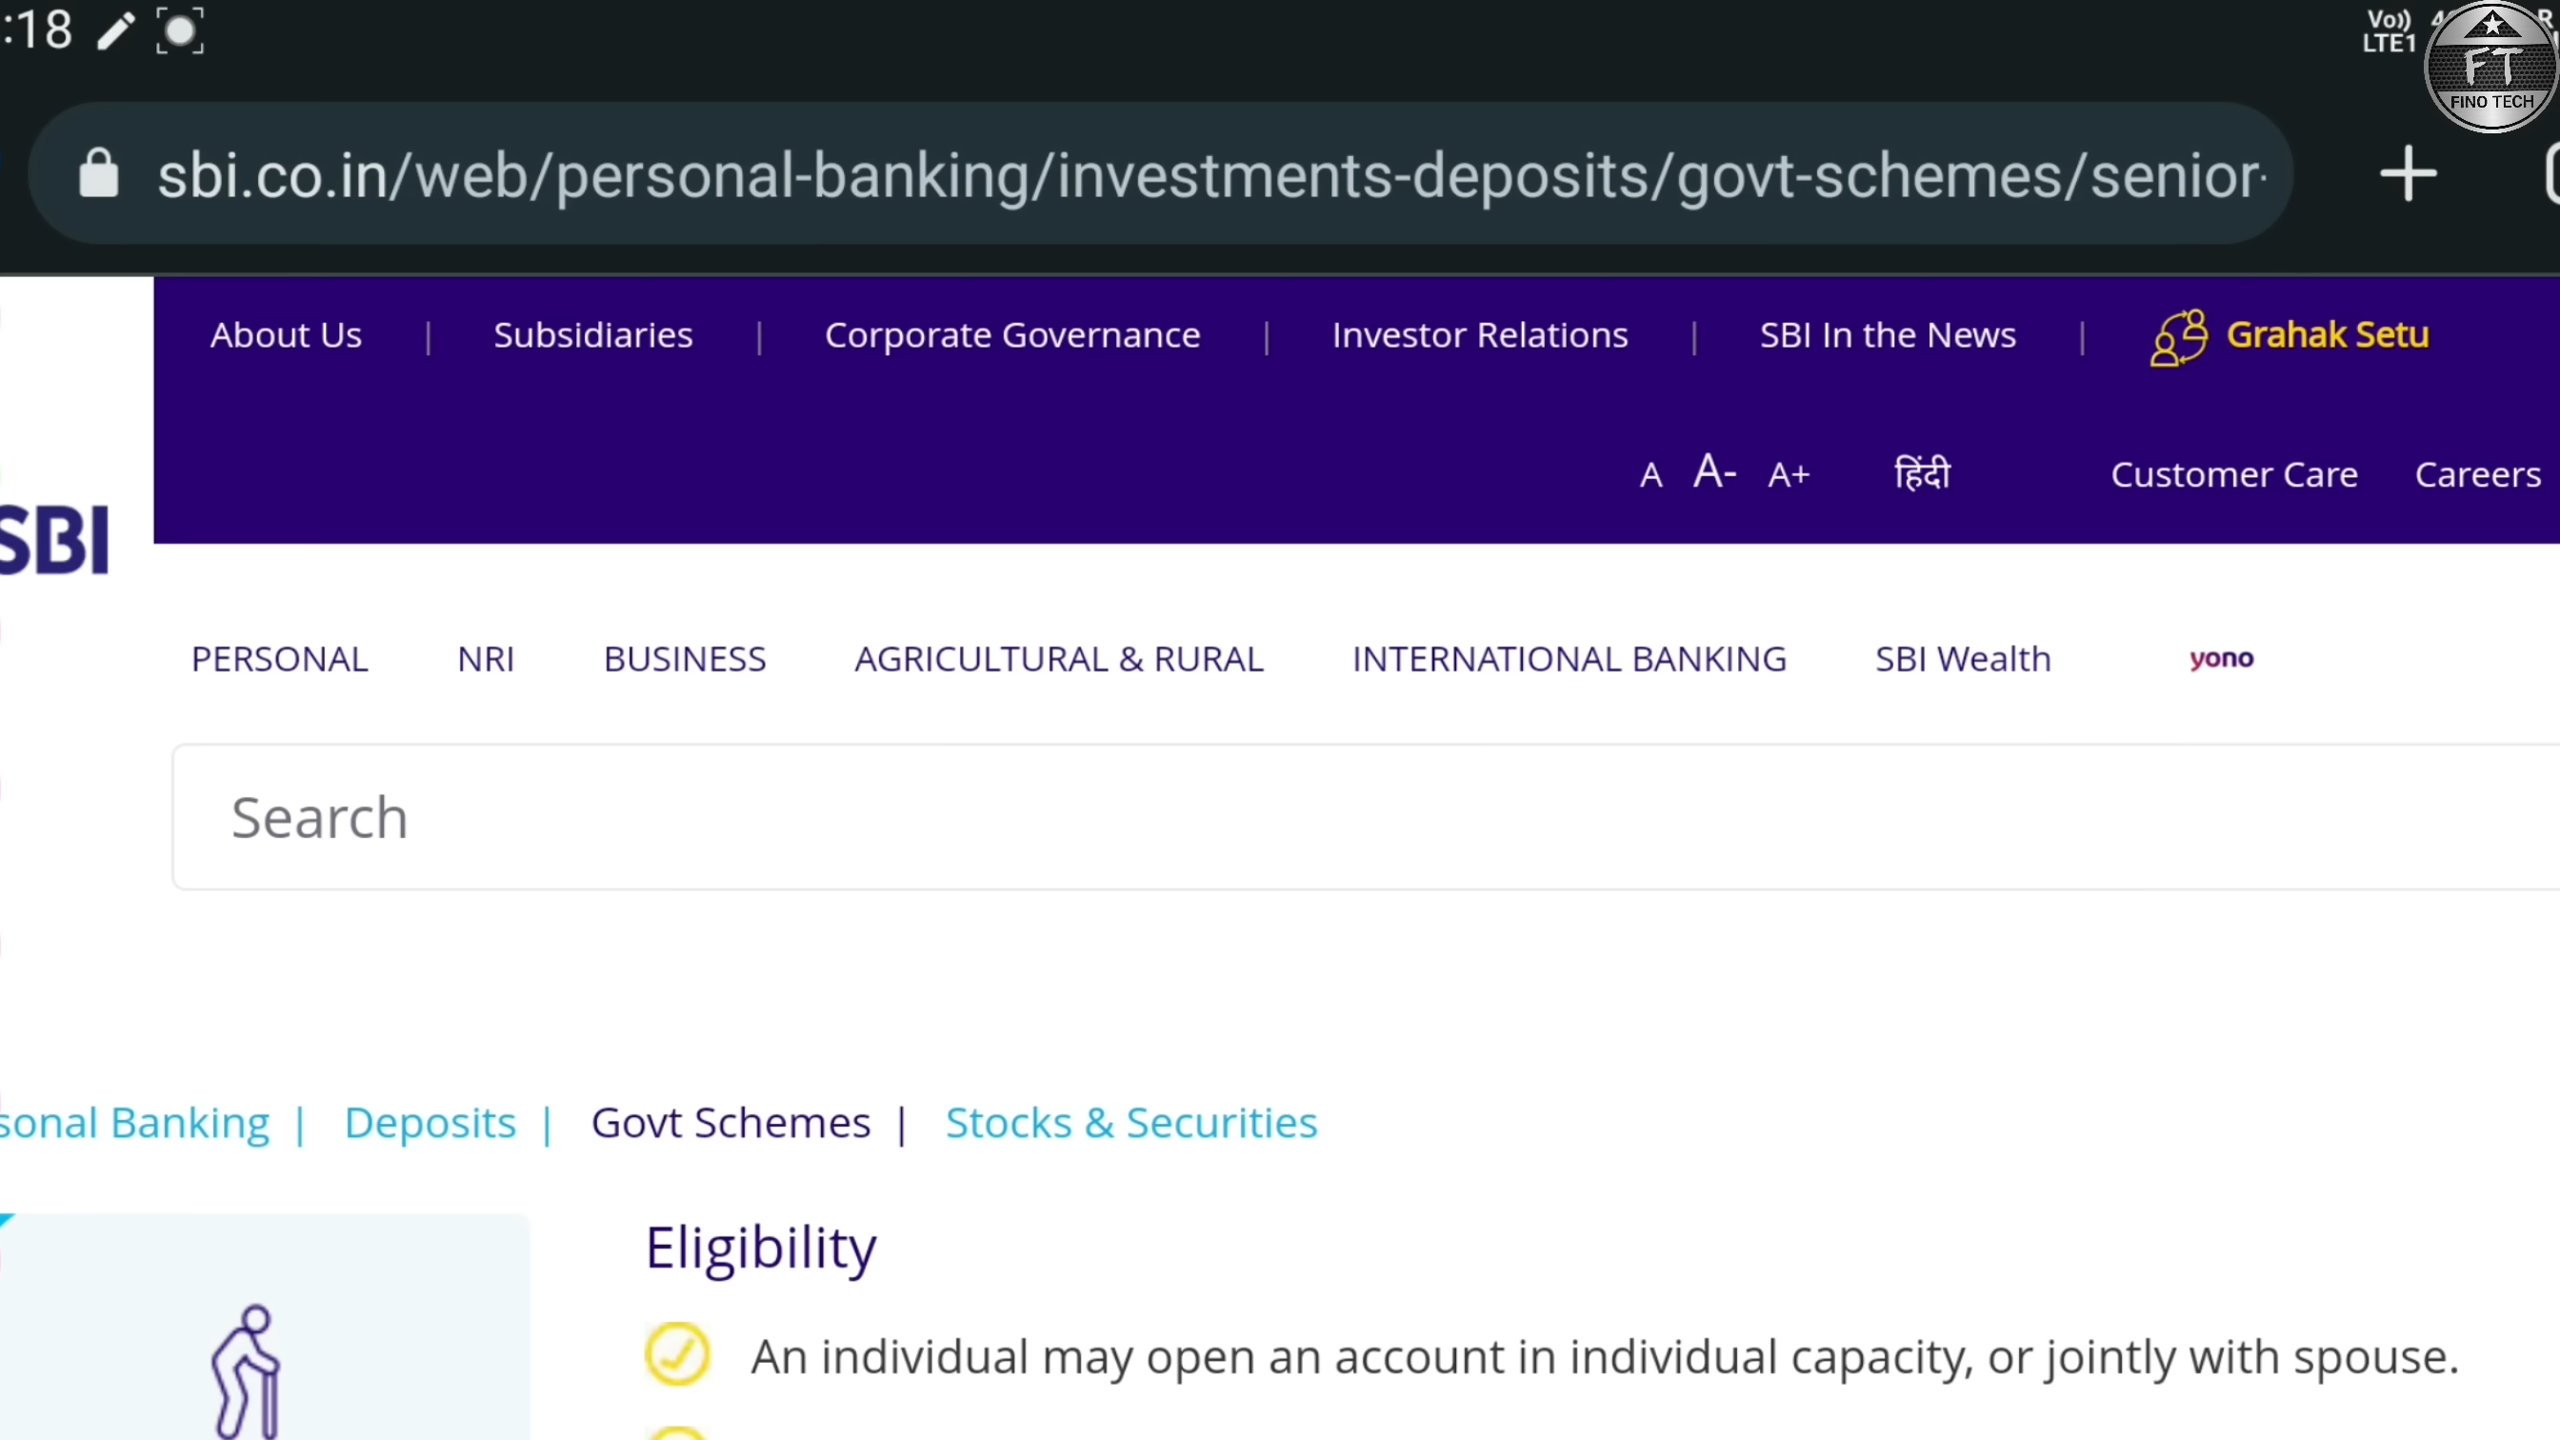 :18
Vo)) LTE1
FT
FINO TECH
sbi.co.in/web/personal-banking/investments-deposits/govt-schemes/senior-
About Us | Subsidiaries | Corporate Governance | Investor Relations | SBI In the News | Grahak Setu
A A- A+ हिंदी Customer Care Careers
SBI
PERSONAL NRI BUSINESS AGRICULTURAL & RURAL INTERNATIONAL BANKING SBI Wealth yono
Search
sonal Banking | Deposits | Govt Schemes | Stocks & Securities
Eligibility
An individual may open an account in individual capacity, or jointly with spouse.